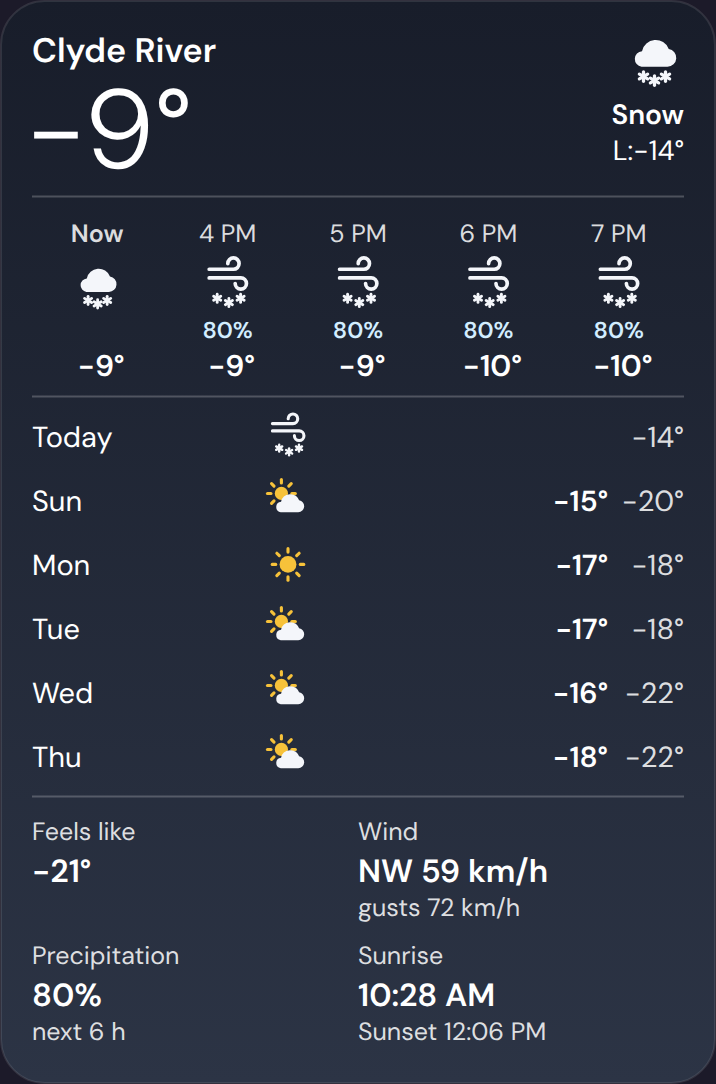 Clyde River
−9°
Snow
L:−14°
Now 4 PM 5 PM 6 PM 7 PM
80% 80% 80% 80%
−9° −9° −9° −10° −10°
Today −14°
Sun −15° −20°
Mon −17° −18°
Tue −17° −18°
Wed −16° −22°
Thu −18° −22°
Feels like
−21°
Wind
NW 59 km/h
gusts 72 km/h
Precipitation
80%
next 6 h
Sunrise
10:28 AM
Sunset 12:06 PM